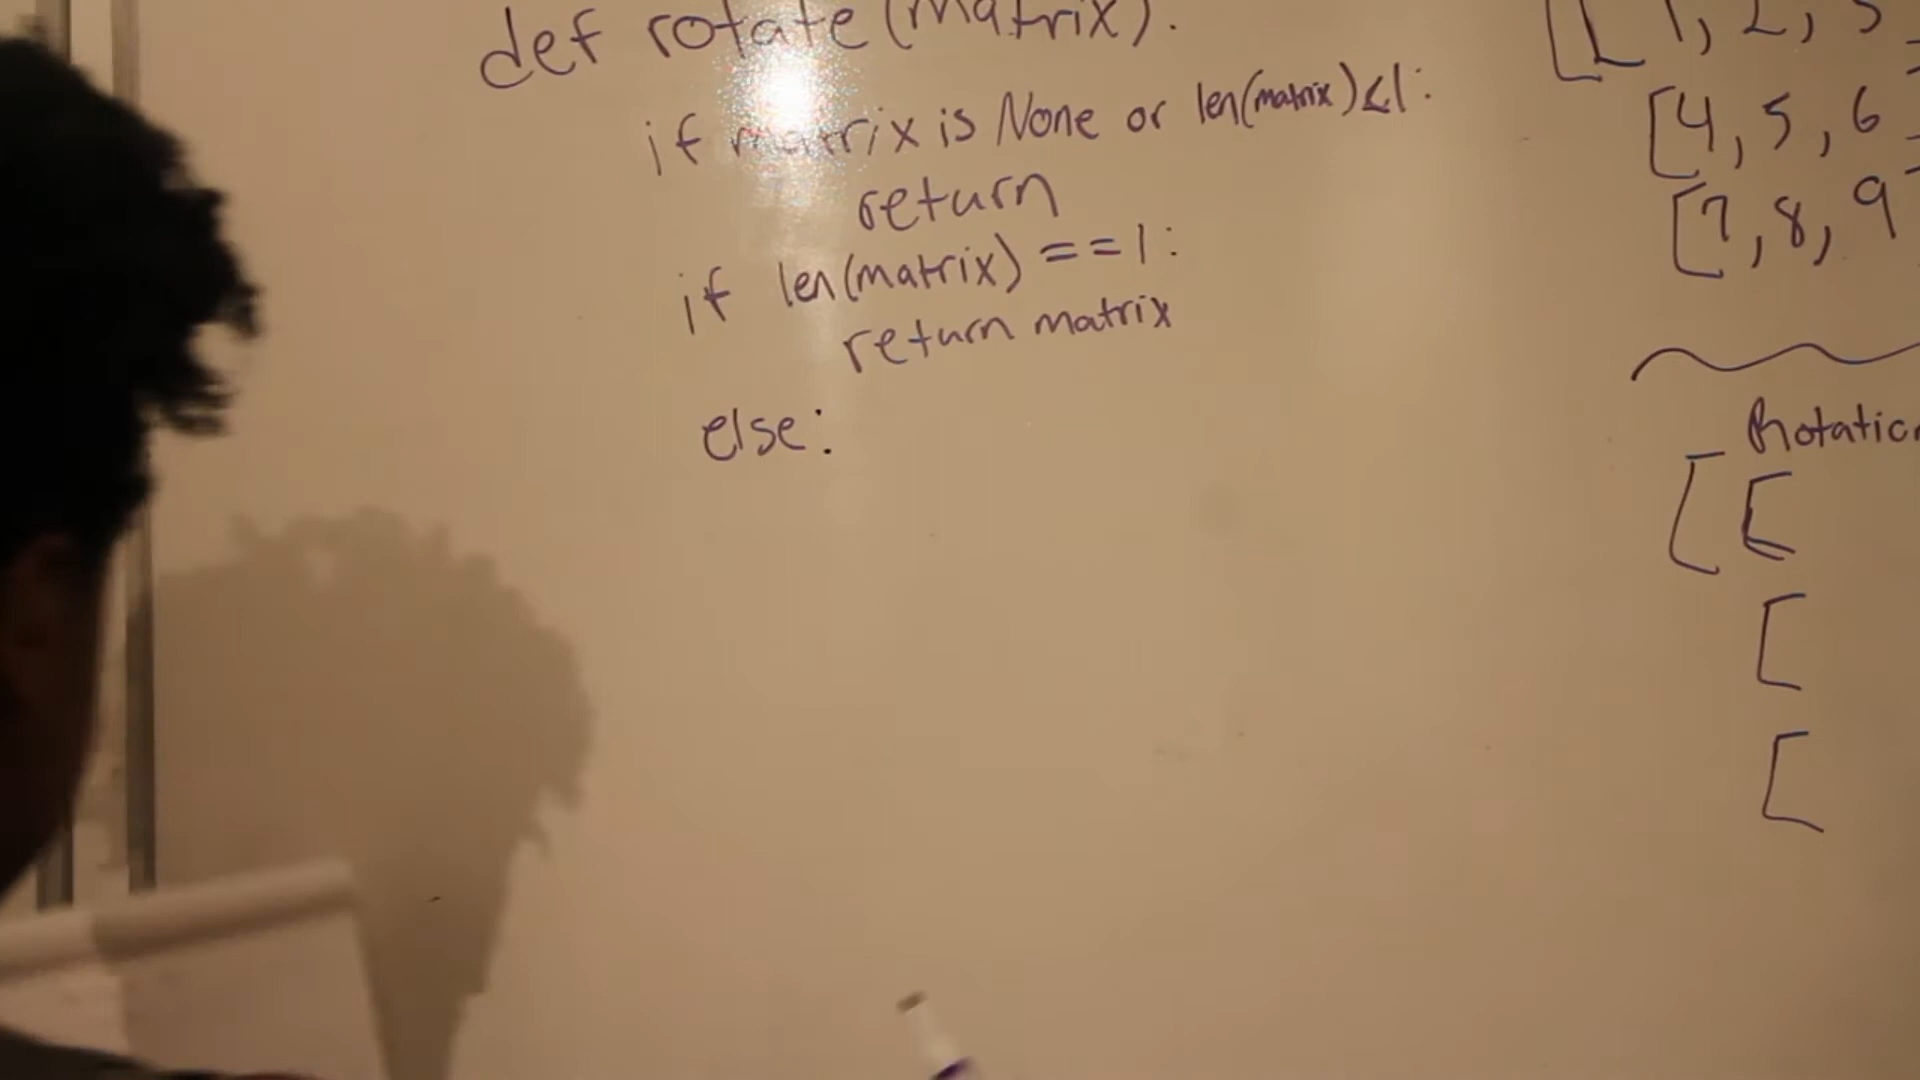 def rotate(matrix):
if matrix is None or len(matrix)<1:
return
if len(matrix) ==1:
return matrix
else:
[[1, 2, 3
[4, 5, 6
[7, 8, 9
Rotatio
[[
[
[